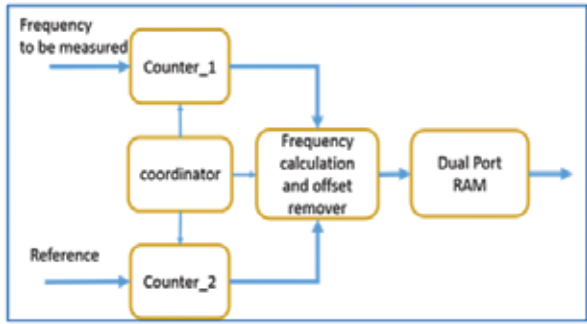 Frequency
to be measured
Counter_1
coordinator
Frequency
calculation
and offset
remover
Dual Port
RAM
Reference
Counter_2